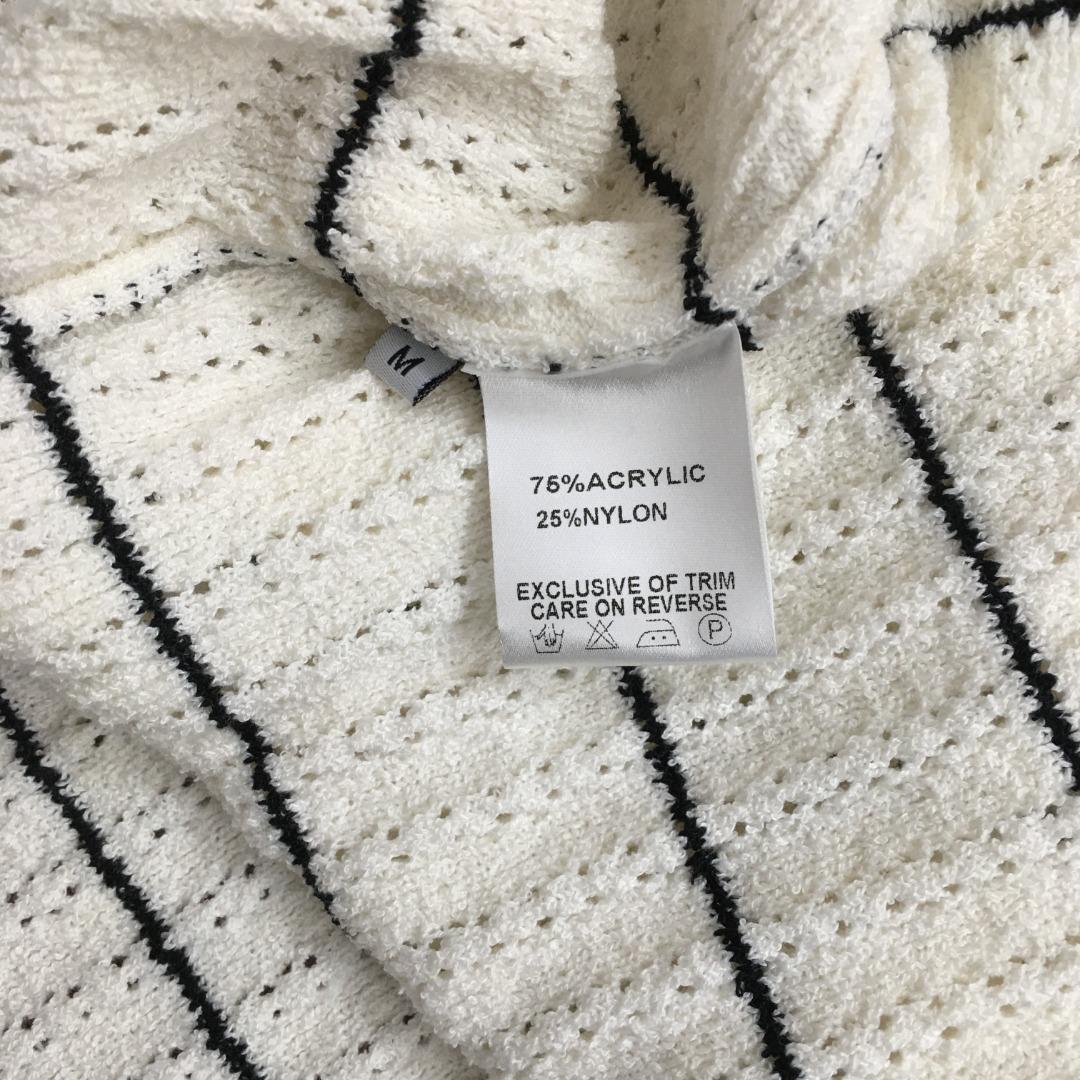 M
75%ACRYLIC
25%NYLON
EXCLUSIVE OF TRIM
CARE ON REVERSE
P